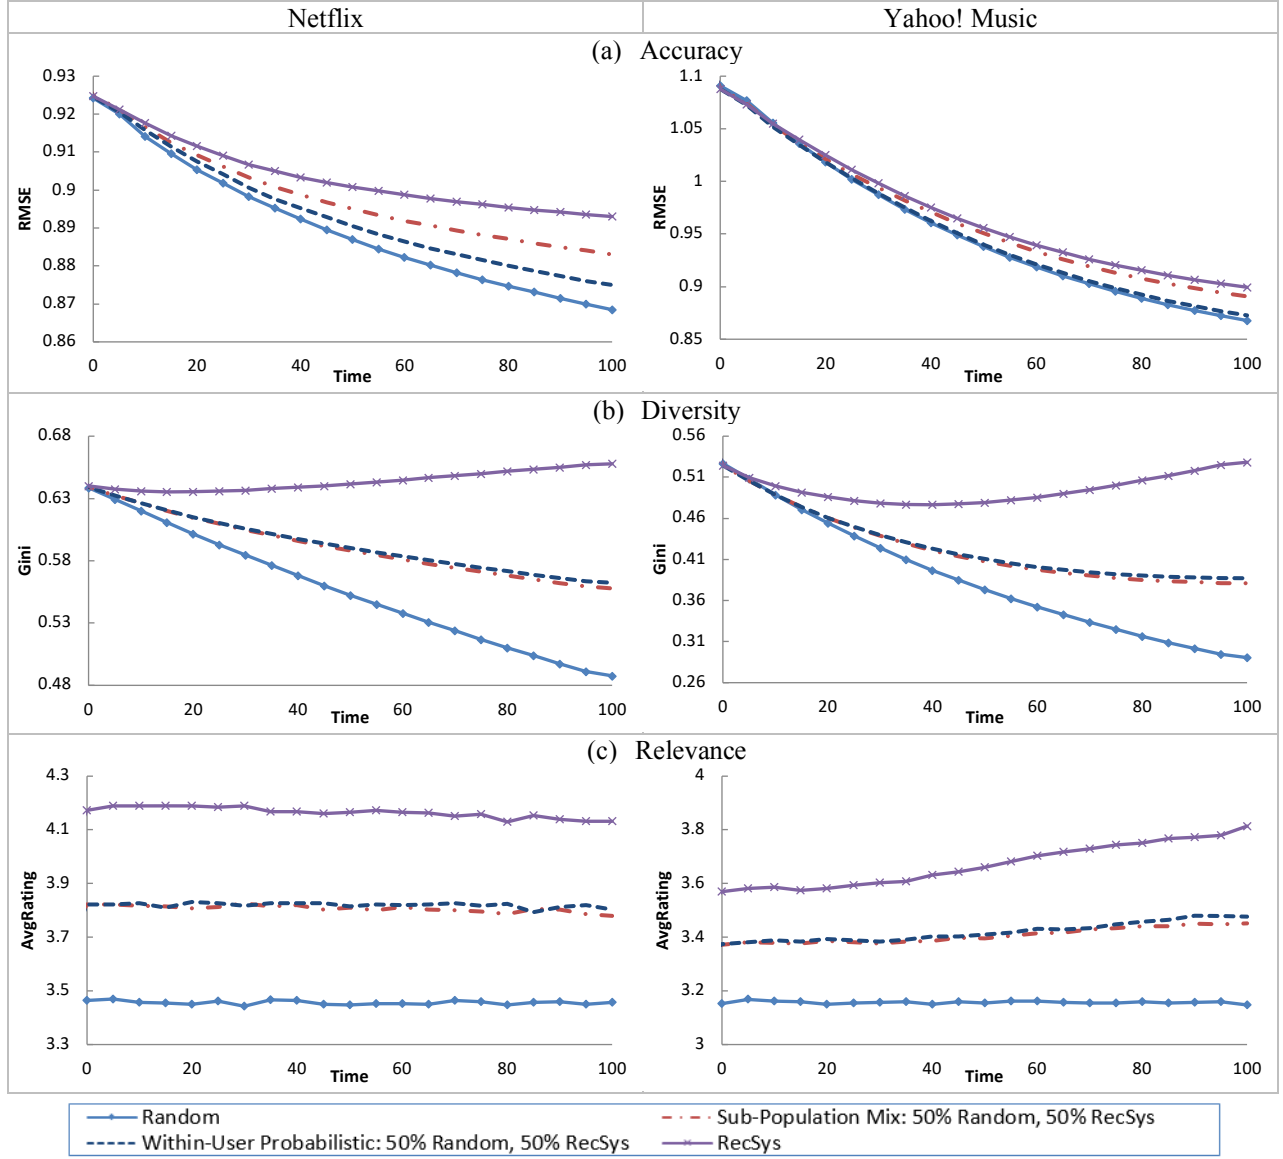 Netflix Yahoo! Music
(a) Accuracy
0.93
0.92
0.91
0.9
0.89
0.88
0.87
0.86
RMSE
0 20 40 60 80 100
Time
1.1
1.05
1
0.95
0.9
0.85
RMSE
0 20 40 60 80 100
Time
(b) Diversity
0.68
0.63
0.58
0.53
0.48
Gini
0 20 40 60 80 100
Time
0.56
0.51
0.46
0.41
0.36
0.31
0.26
Gini
0 20 40 60 80 100
Time
(c) Relevance
4.3
4.1
3.9
3.7
3.5
3.3
AvgRating
0 20 40 60 80 100
Time
4
3.8
3.6
3.4
3.2
3
AvgRating
0 20 40 60 80 100
Time
Random Sub-Population Mix: 50% Random, 50% RecSys
Within-User Probabilistic: 50% Random, 50% RecSys RecSys